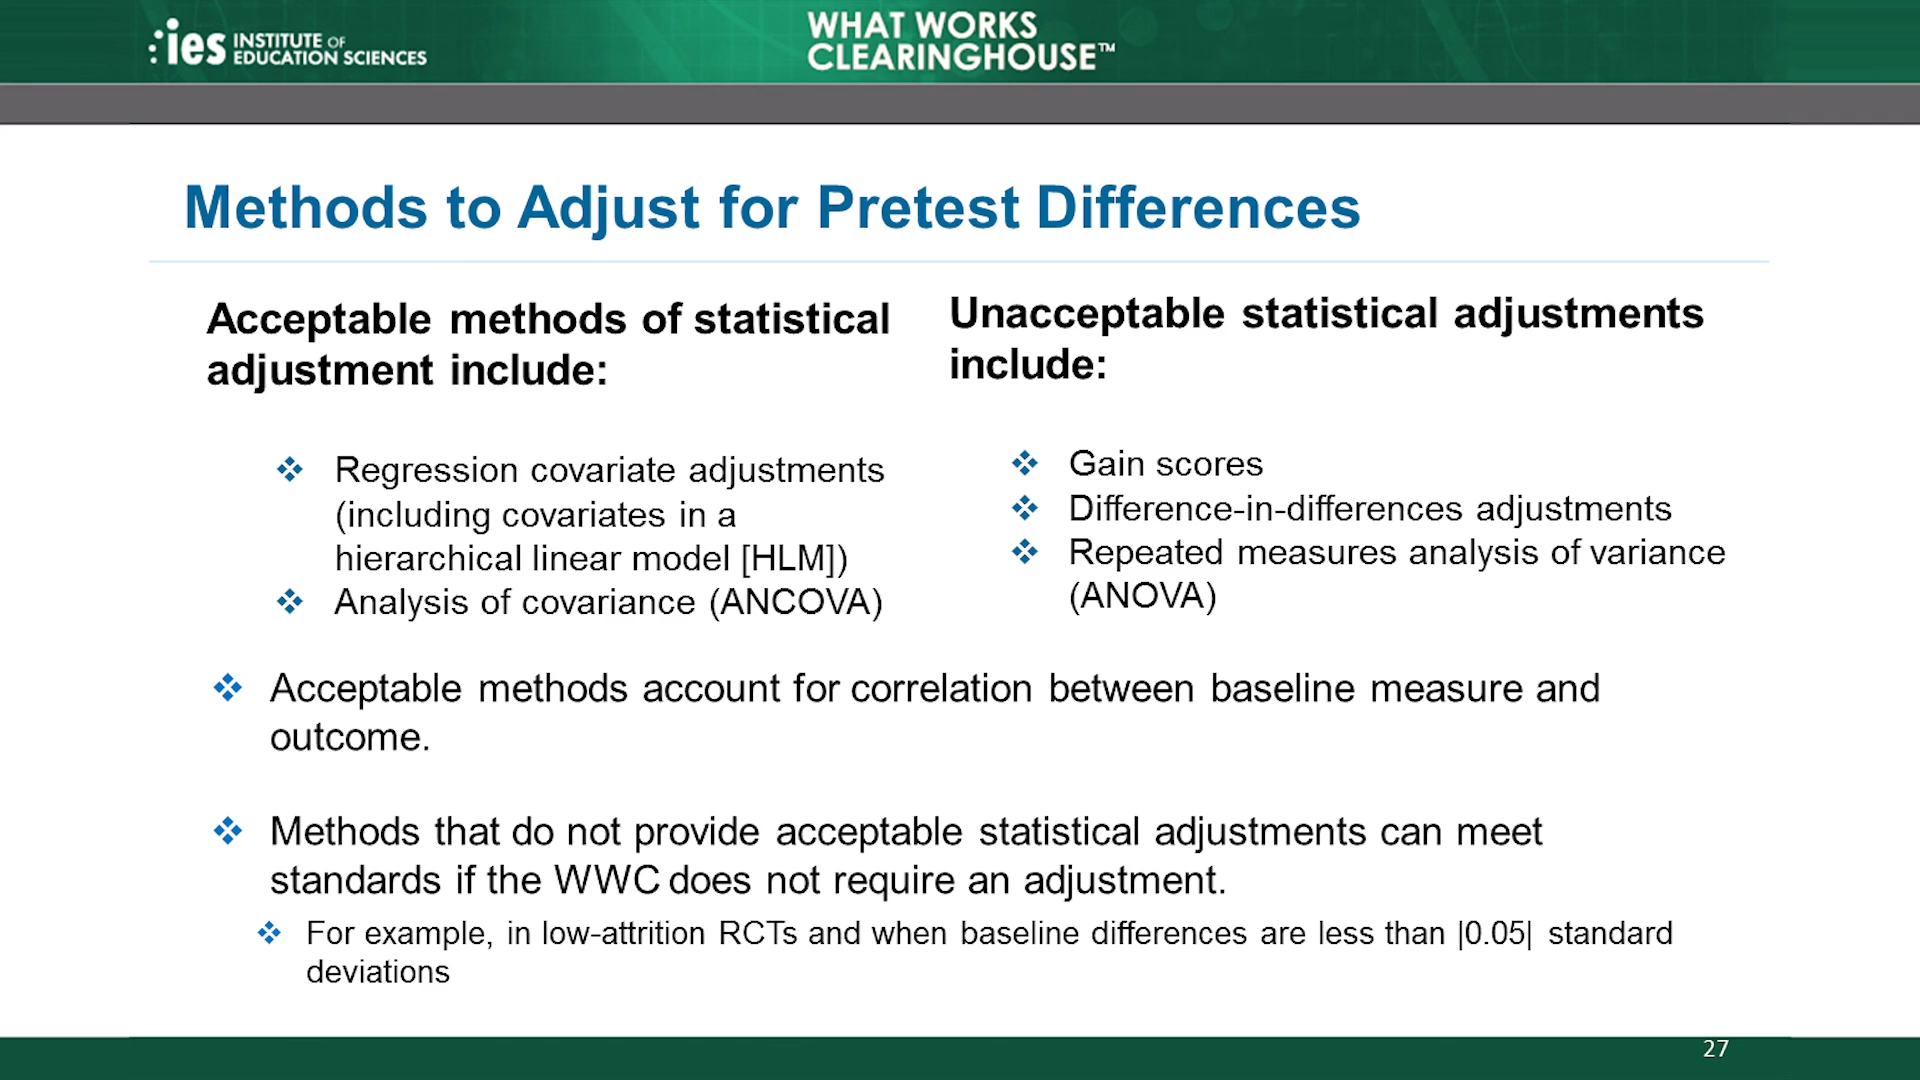 ies INSTITUTE OF
EDUCATION SCIENCES
WHAT WORKS
CLEARINGHOUSE™
Methods to Adjust for Pretest Differences
Acceptable methods of statistical
adjustment include:
Regression covariate adjustments
(including covariates in a
hierarchical linear model [HLM])
Analysis of covariance (ANCOVA)
Unacceptable statistical adjustments
include:
Gain scores
Difference-in-differences adjustments
Repeated measures analysis of variance
(ANOVA)
Acceptable methods account for correlation between baseline measure and
outcome.
Methods that do not provide acceptable statistical adjustments can meet
standards if the WWC does not require an adjustment.
For example, in low-attrition RCTs and when baseline differences are less than |0.05| standard
deviations
27